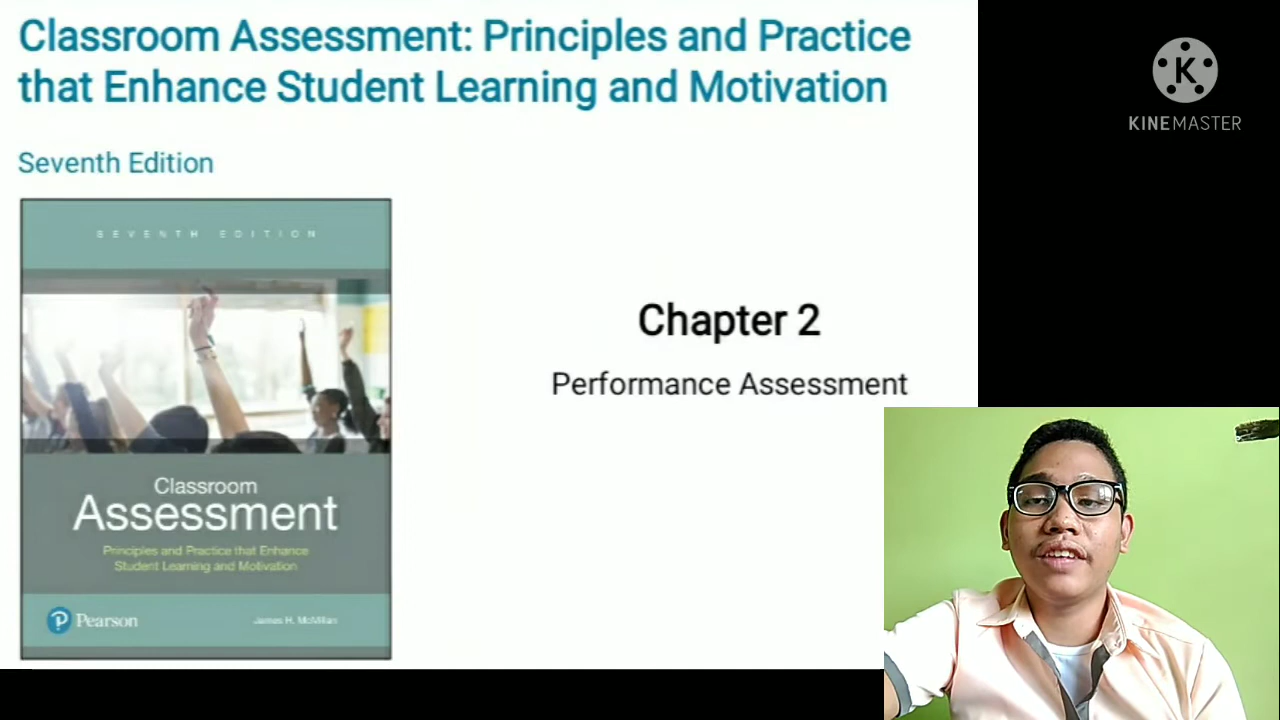 Classroom Assessment: Principles and Practice
that Enhance Student Learning and Motivation
Seventh Edition
SEVENTH EDITION
Classroom
Assessment
Principles and Practice that Enhance
Student Learning and Motivation
Pearson
James H. McMillan
Chapter 2
Performance Assessment
K
KINEMASTER